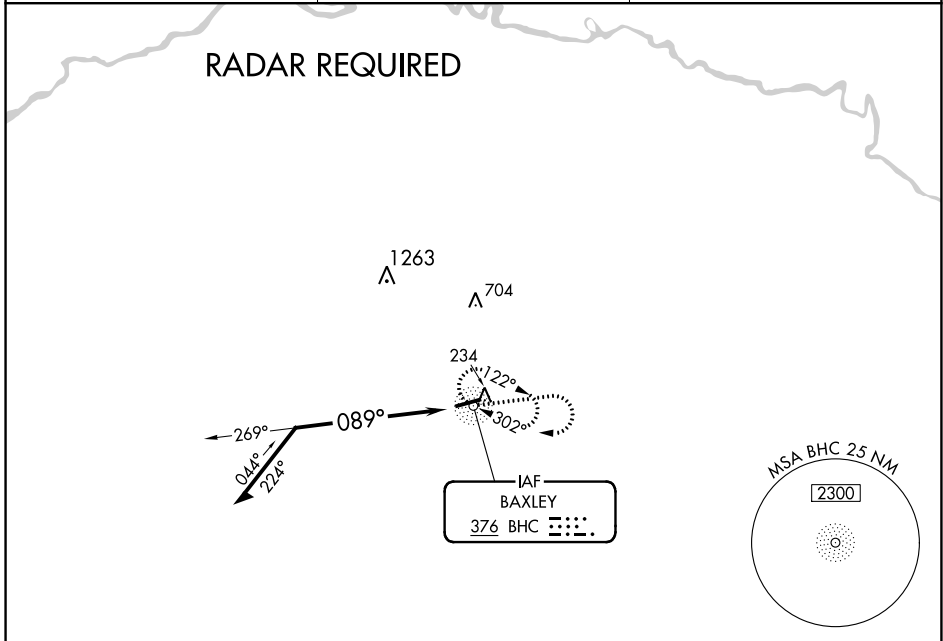 RADAR REQUIRED
1263
704
234
122°
302°
089°
269°
044°
224°
IAF
BAXLEY
376 BHC
MSA BHC 25 NM
2300